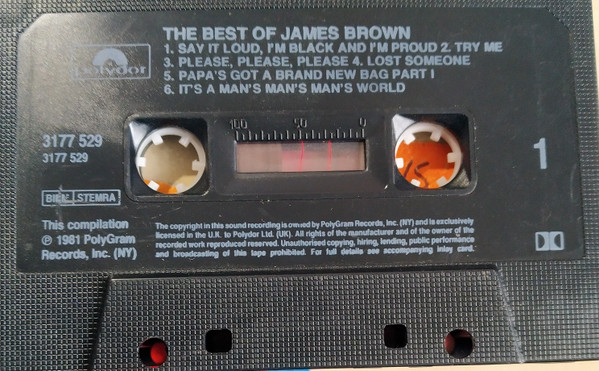 THE BEST OF JAMES BROWN
polydor
1. SAY IT LOUD, I'M BLACK AND I'M PROUD 2. TRY ME
3. PLEASE, PLEASE, PLEASE 4. LOST SOMEONE
5. PAPA'S GOT A BRAND NEW BAG PART I
6. IT'S A MAN'S MAN'S MAN'S WORLD
100 50
3177 529
3177 529
1
STEMRA
This compilation
℗ 1981 PolyGram
Records, Inc. (NY)
The copyright in this sound recording is owned by PolyGram Records, Inc. (NY) and is exclusively
licensed in the U.K. to Polydor Ltd. (UK). All rights of the manufacturer and of the owner of the
recorded work reproduced reserved. Unauthorised copying, hiring, lending, public performance
and broadcasting of this tape prohibited. For full details see accompanying inlay card.